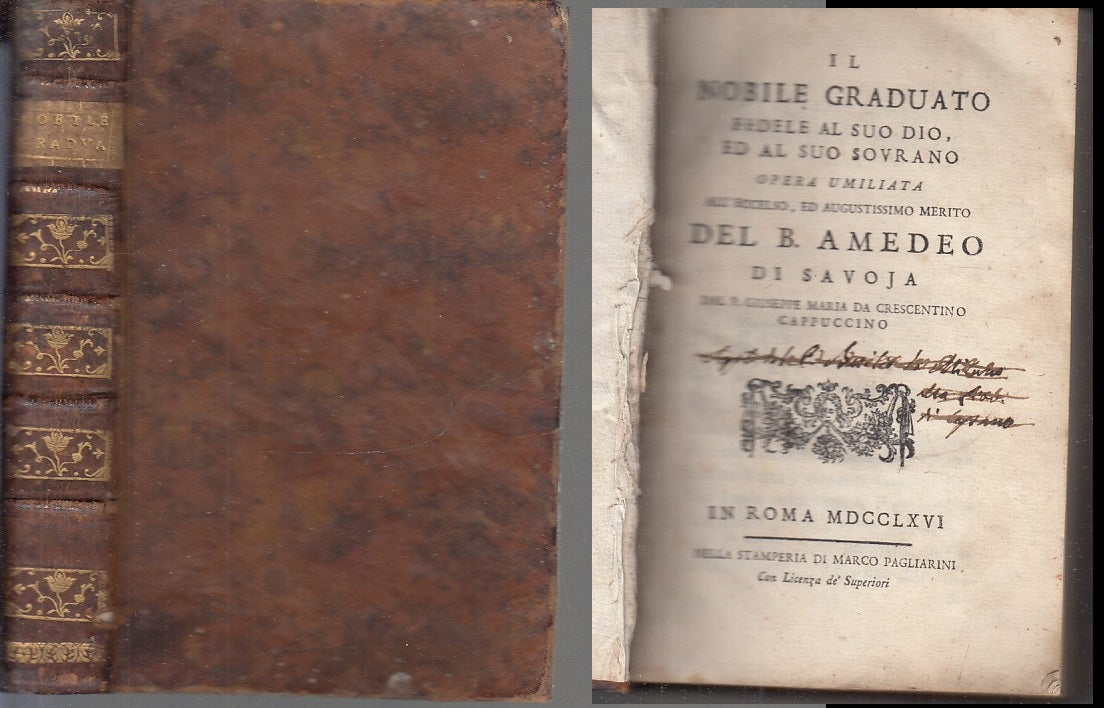 OBILE
RADVA
IL
NOBILE GRADUATO
FEDELE AL SUO DIO,
ED AL SUO SOVRANO
OPERA UMILIATA
ALL' ECCELSO, ED AUGUSTISSIMO MERITO
DEL B. AMEDEO
DI SAVOJA
DAL P. GIUSEPPE MARIA DA CRESCENTINO
CAPPUCCINO
IN ROMA MDCCLXVI
NELLA STAMPERIA DI MARCO PAGLIARINI
Con Licenza de' Superiori